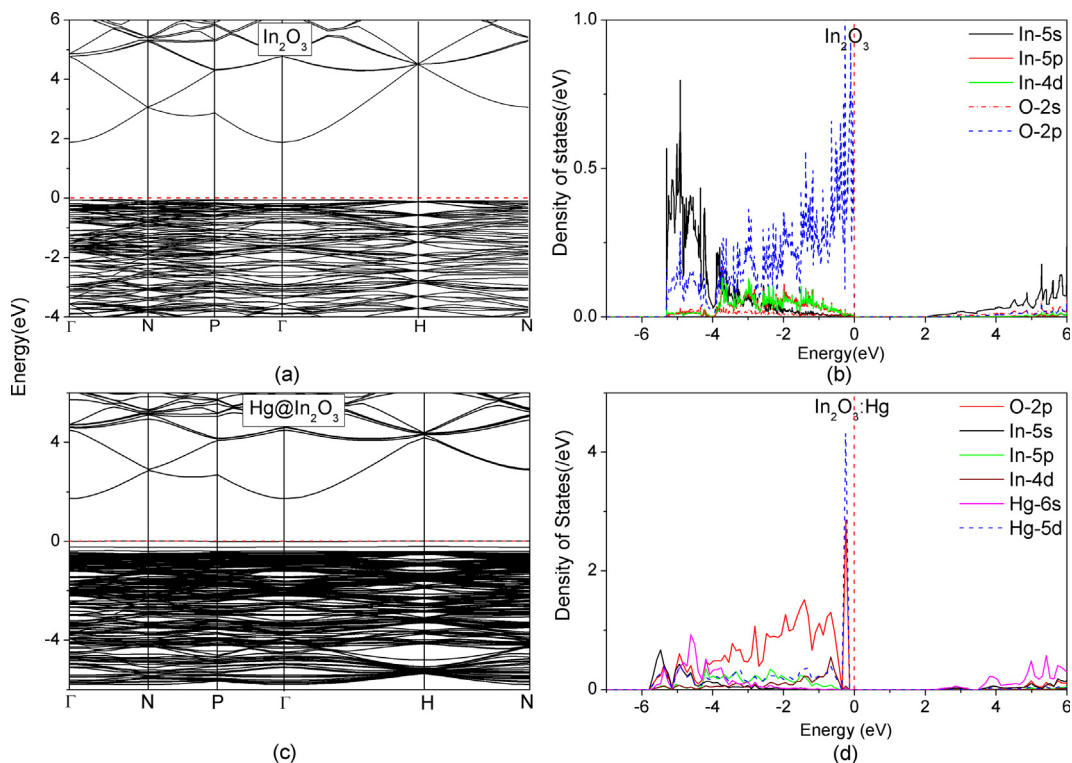 Energy(eV)
6
4
2
0
-2
-4
In₂O₃
Γ N P Γ H N
(a)
Density of states(/eV)
1.0
0.5
0.0
In₂O₃
In-5s
In-5p
In-4d
O-2s
O-2p
-6 -4 -2 0 2 4 6
Energy(eV)
(b)
4
0
-4
Hg@In₂O₃
Γ N P Γ H N
(c)
Density of States(/eV)
4
2
0
In₂O₃:Hg
O-2p
In-5s
In-5p
In-4d
Hg-6s
Hg-5d
-6 -4 -2 0 2 4 6
Energy (eV)
(d)